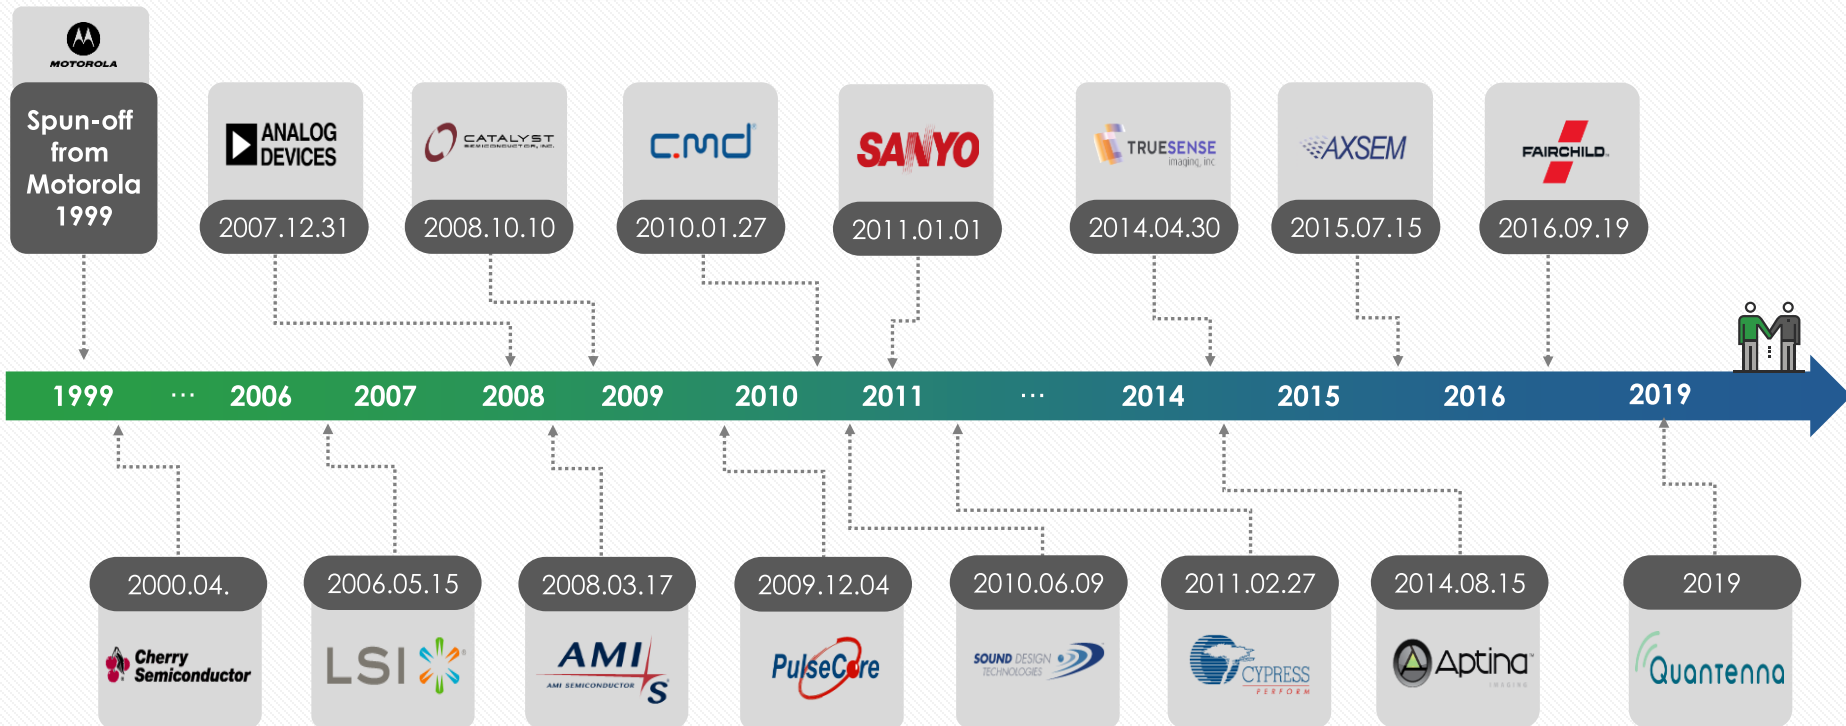 MOTOROLA
Spun-off
from
Motorola
1999
ANALOG
DEVICES
2007.12.31
CATALYST
SEMICONDUCTOR, INC.
2008.10.10
cmd
2010.01.27
SANYO
2011.01.01
TRUESENSE
imaging, inc
2014.04.30
AXSEM
2015.07.15
FAIRCHILD
2016.09.19
1999 ... 2006 2007 2008 2009 2010 2011 ... 2014 2015 2016 2019
2000.04.
Cherry
Semiconductor
2006.05.15
LSI
2008.03.17
AMI S
AMI SEMICONDUCTOR
2009.12.04
PulseCore
2010.06.09
SOUND DESIGN
TECHNOLOGIES
2011.02.27
CYPRESS
PERFORM
2014.08.15
Aptina
IMAGING
2019
Quantenna